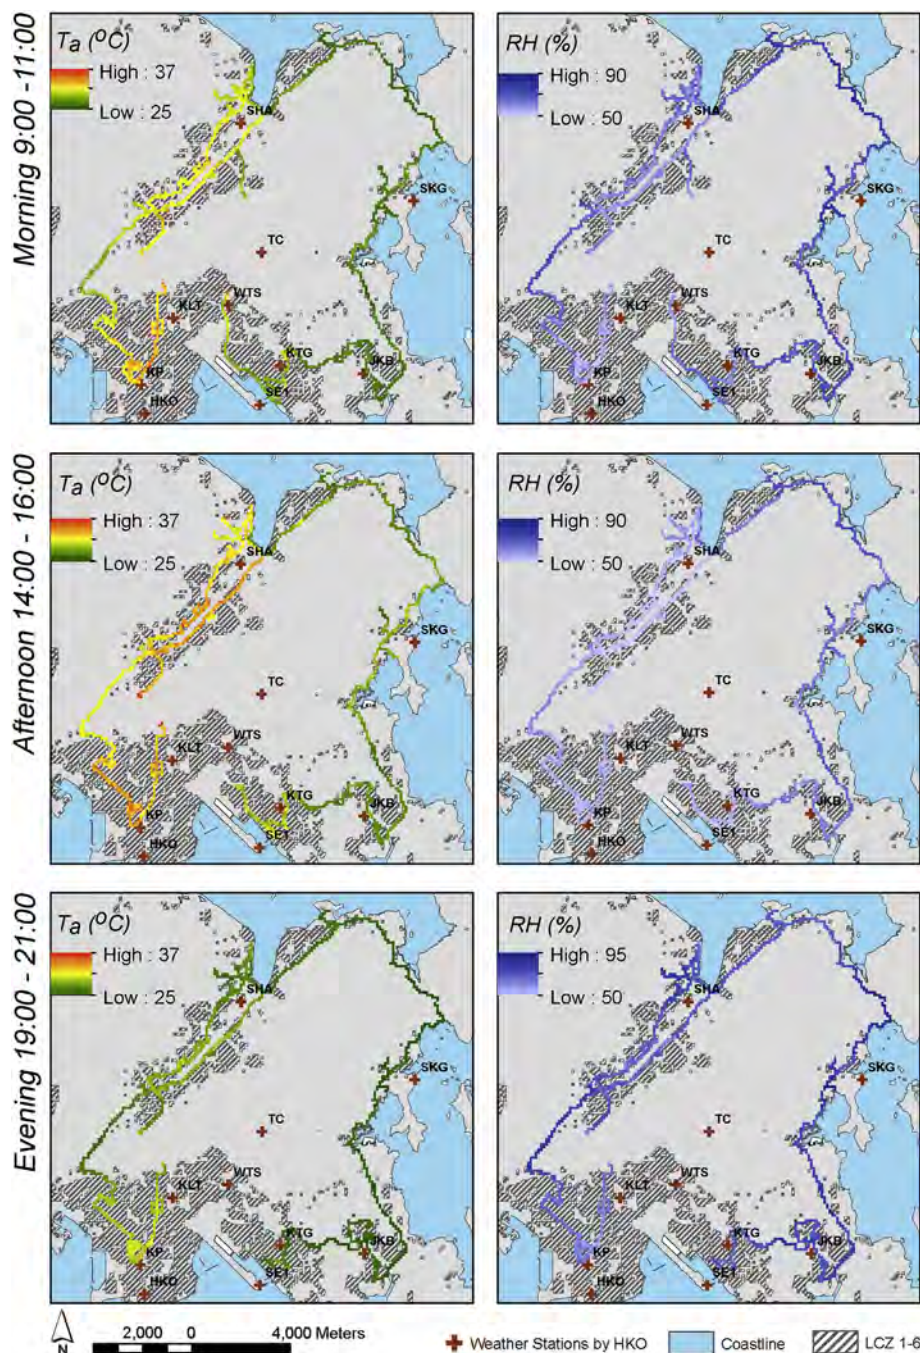 Morning 9:00 -11:00
Ta (oC)
High : 37
Low : 25
SHA
SKG
TC
KLT
WTS
KTG
JKB
KP
SE1
HKO
RH (%)
High : 90
Low : 50
SHA
SKG
TC
KLT
WTS
KTG
JKB
KP
SE1
HKO
Afternoon 14:00 - 16:00
Ta (oC)
High : 37
Low : 25
SHA
SKG
TC
KLT
WTS
KTG
JKB
KP
SE1
HKO
RH (%)
High : 90
Low : 50
SHA
SKG
TC
KLT
WTS
KTG
JKB
KP
SE1
HKO
Evening 19:00 - 21:00
Ta (oC)
High : 37
Low : 25
SHA
SKG
TC
KLT
WTS
KTG
JKB
KP
SE1
HKO
RH (%)
High : 95
Low : 50
SHA
SKG
TC
KLT
WTS
KTG
JKB
KP
SE1
HKO
N
2,000 0 4,000 Meters
Weather Stations by HKO
Coastline
LCZ 1-6